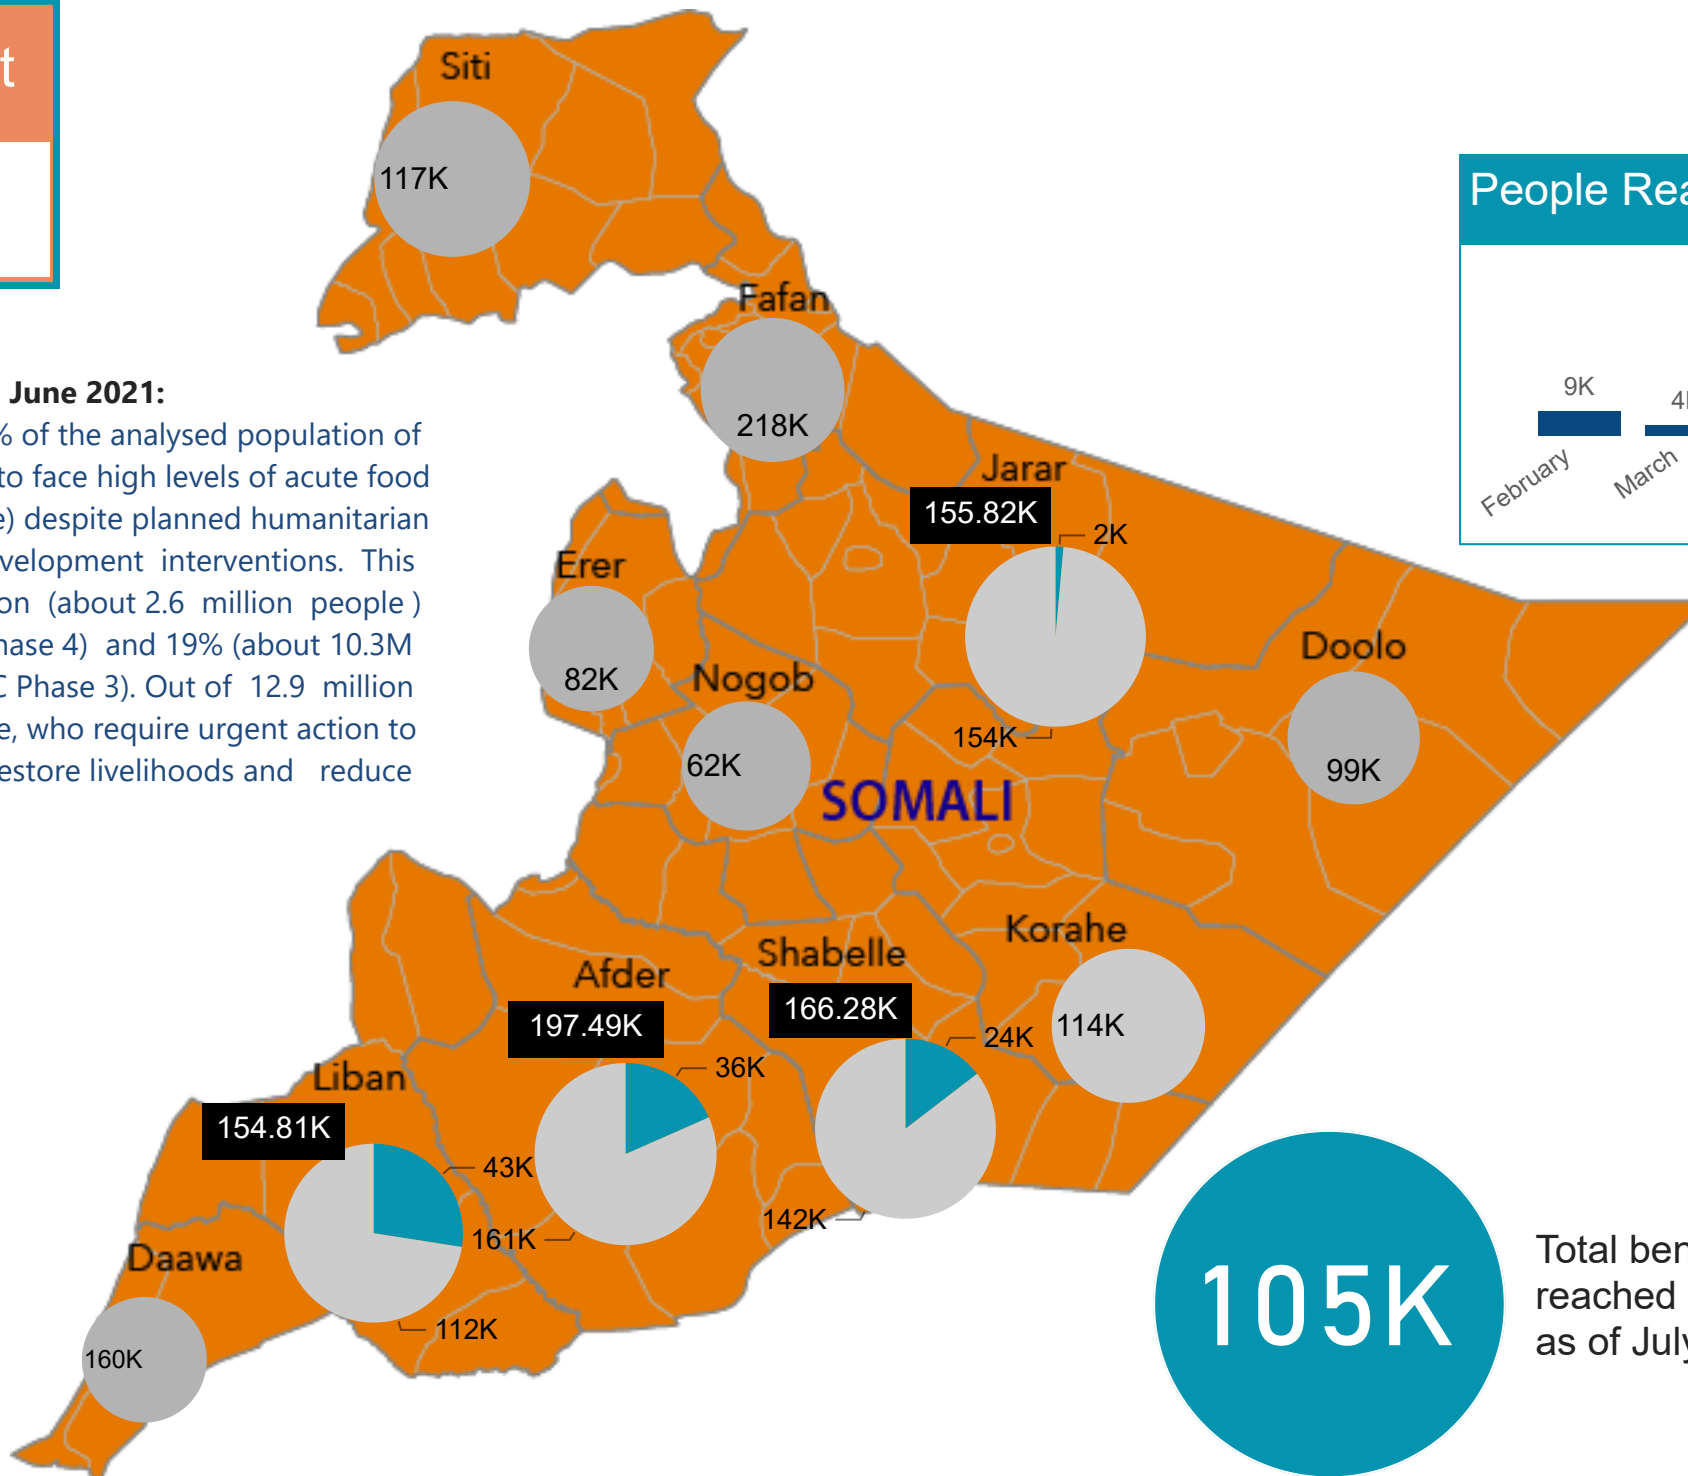 t
Siti
117K
People Rea
Fafan
218K
9K
4
February
March
June 2021:
% of the analysed population of
to face high levels of acute food
e) despite planned humanitarian
velopment interventions. This
on (about 2.6 million people )
hase 4) and 19% (about 10.3M
C Phase 3). Out of 12.9 million
e, who require urgent action to
estore livelihoods and reduce
Jarar
155.82K
2K
154K
Erer
82K
Nogob
62K
Doolo
99K
SOMALI
Korahe
114K
Shabelle
166.28K
24K
142K
Afder
197.49K
36K
161K
Liban
154.81K
43K
112K
Daawa
160K
105K
Total ben
reached
as of July